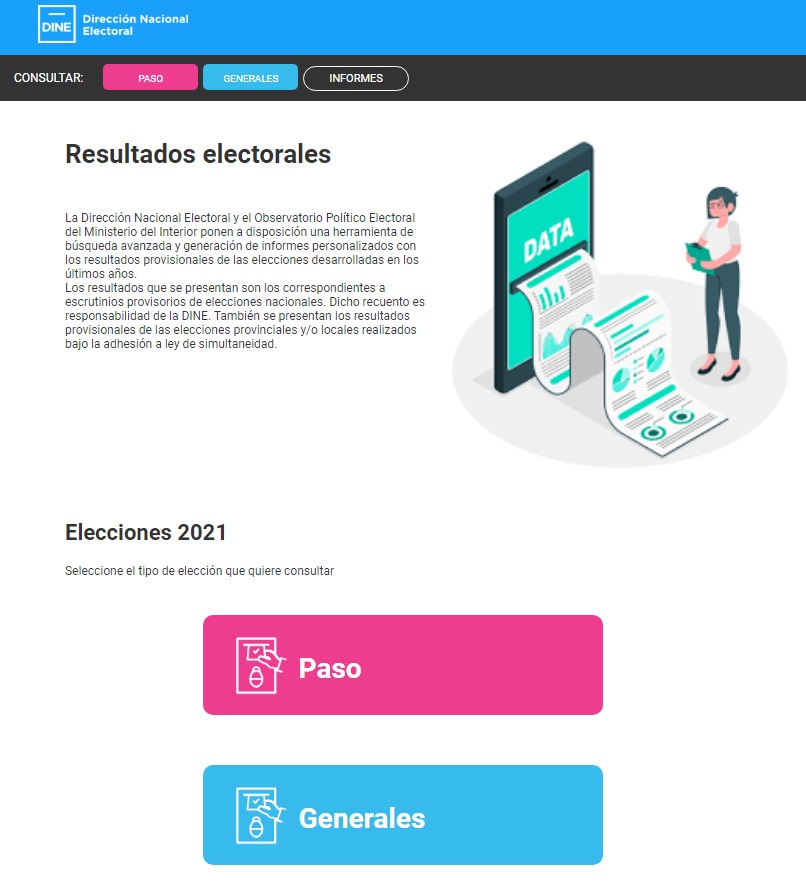 DINE
Dirección Nacional
Electoral
CONSULTAR:
PASO
GENERALES
INFORMES
Resultados electorales
La Dirección Nacional Electoral y el Observatorio Político Electoral
del Ministerio del Interior ponen a disposición una herramienta de
búsqueda avanzada y generación de informes personalizados con
los resultados provisionales de las elecciones desarrolladas en los
últimos años.
Los resultados que se presentan son los correspondientes a
escrutinios provisorios de elecciones nacionales. Dicho recuento es
responsabilidad de la DINE. También se presentan los resultados
provisionales de las elecciones provinciales y/o locales realizados
bajo la adhesión a ley de simultaneidad.
DATA
Elecciones 2021
Seleccione el tipo de elección que quiere consultar
Paso
Generales